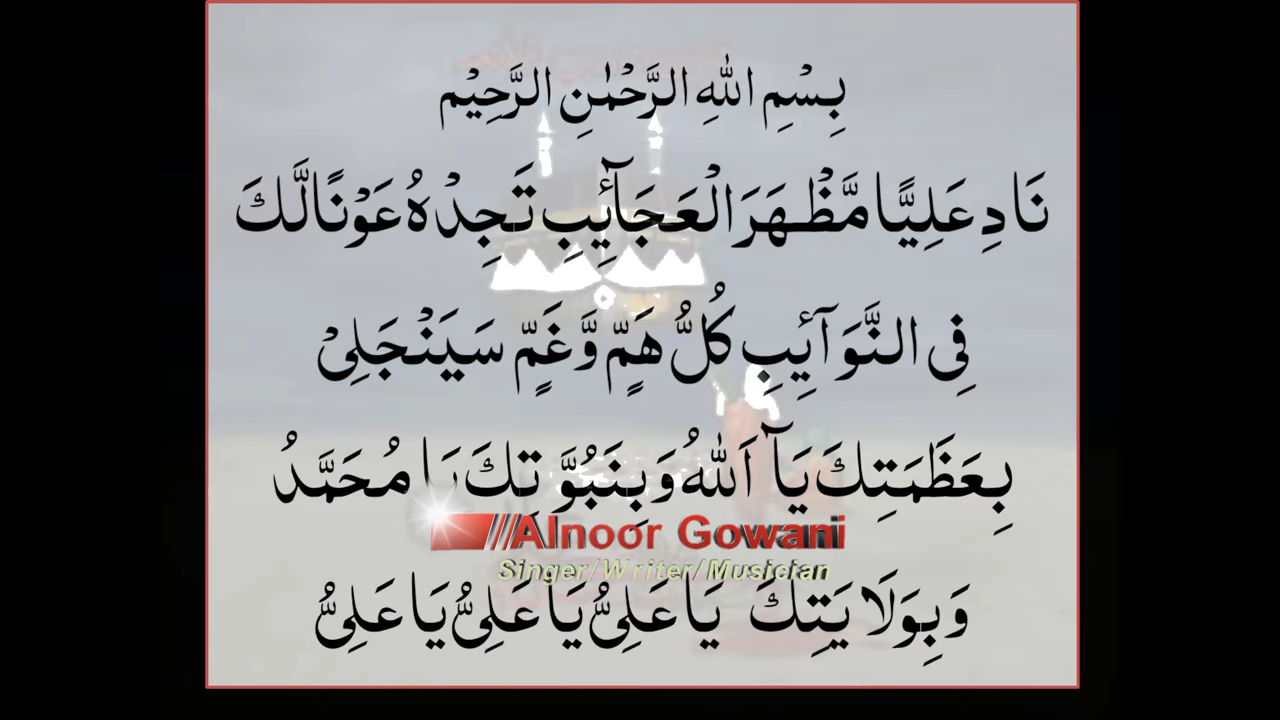 بِسْمِ اللهِ الرَّحْمٰنِ الرَّحِيْم
نَادِ عَلِيًّا مَّظْهَرَ الْعَجَآئِبِ تَجِدْهُ عَوْنًا لَّكَ
فِى النَّوَآئِبِ كُلُّ هَمٍّ وَّغَمٍّ سَيَنْجَلِىْ
بِعَظَمَتِكَ يَآ اَللهُ وَبِنَبُوَّتِكَ يَا مُحَمَّدُ
Alnoor Gowani
Singer/Writer/Musician
وَبِوَلَايَتِكَ يَا عَلِىُّ يَا عَلِىُّ يَا عَلِىُّ